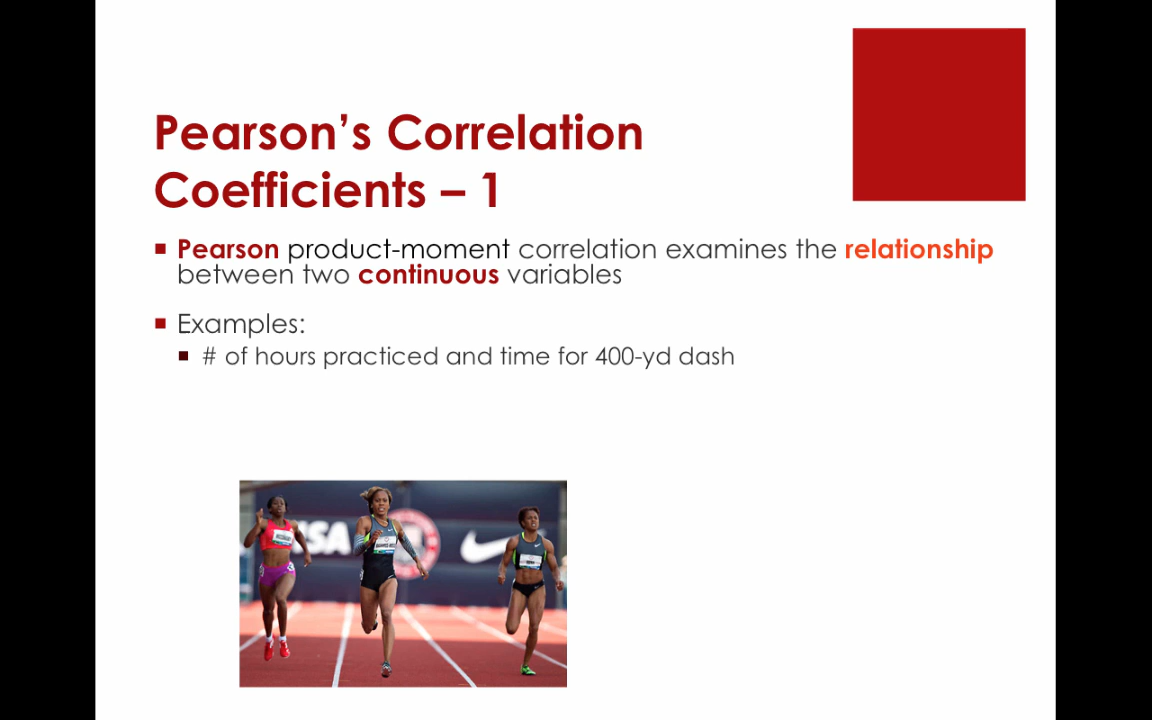 Pearson’s Correlation
Coefficients – 1
Pearson product-moment correlation examines the relationship
between two continuous variables
Examples:
# of hours practiced and time for 400-yd dash
USA